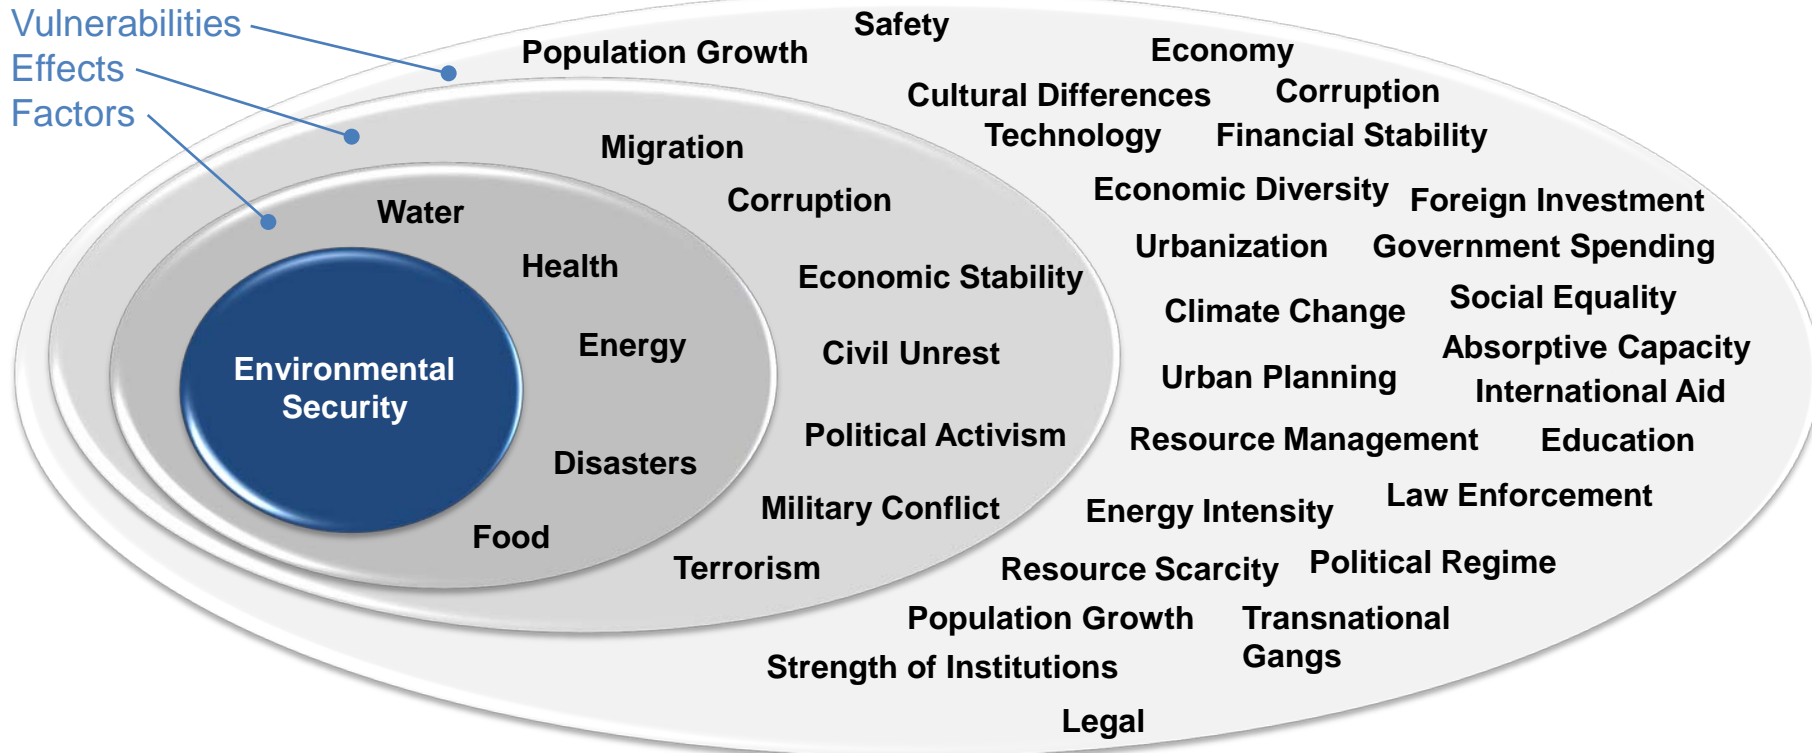 Vulnerabilities
Effects
Factors
Safety
Population Growth
Economy
Cultural Differences
Corruption
Technology
Financial Stability
Migration
Economic Diversity
Foreign Investment
Corruption
Water
Urbanization
Government Spending
Health
Economic Stability
Climate Change
Social Equality
Energy
Civil Unrest
Absorptive Capacity
Environmental
Security
Urban Planning
International Aid
Political Activism
Resource Management
Education
Disasters
Military Conflict
Energy Intensity
Law Enforcement
Food
Terrorism
Resource Scarcity
Political Regime
Population Growth
Transnational
Gangs
Strength of Institutions
Legal